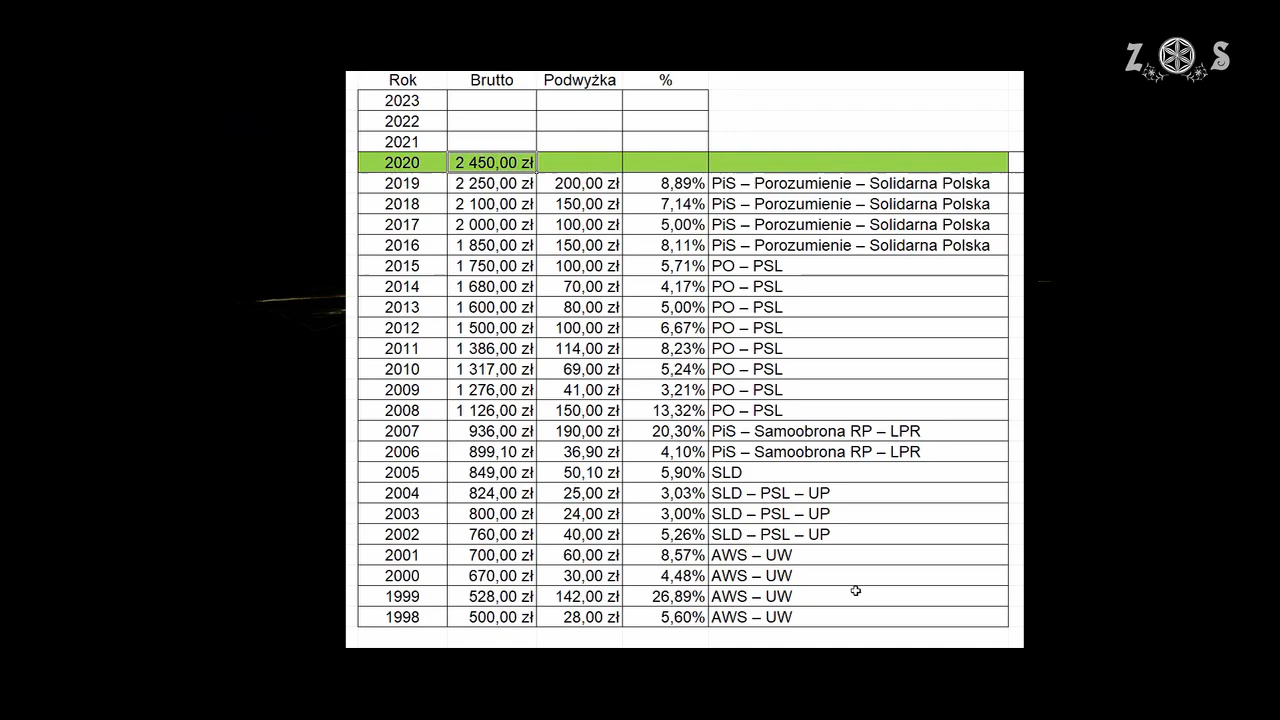 Z S
Rok Brutto Podwyżka %
2023
2022
2021
2020 2 450,00 zł
2019 2 250,00 zł 200,00 zł 8,89% PiS – Porozumienie – Solidarna Polska
2018 2 100,00 zł 150,00 zł 7,14% PiS – Porozumienie – Solidarna Polska
2017 2 000,00 zł 100,00 zł 5,00% PiS – Porozumienie – Solidarna Polska
2016 1 850,00 zł 150,00 zł 8,11% PiS – Porozumienie – Solidarna Polska
2015 1 750,00 zł 100,00 zł 5,71% PO – PSL
2014 1 680,00 zł 70,00 zł 4,17% PO – PSL
2013 1 600,00 zł 80,00 zł 5,00% PO – PSL
2012 1 500,00 zł 100,00 zł 6,67% PO – PSL
2011 1 386,00 zł 114,00 zł 8,23% PO – PSL
2010 1 317,00 zł 69,00 zł 5,24% PO – PSL
2009 1 276,00 zł 41,00 zł 3,21% PO – PSL
2008 1 126,00 zł 150,00 zł 13,32% PO – PSL
2007 936,00 zł 190,00 zł 20,30% PiS – Samoobrona RP – LPR
2006 899,10 zł 36,90 zł 4,10% PiS – Samoobrona RP – LPR
2005 849,00 zł 50,10 zł 5,90% SLD
2004 824,00 zł 25,00 zł 3,03% SLD – PSL – UP
2003 800,00 zł 24,00 zł 3,00% SLD – PSL – UP
2002 760,00 zł 40,00 zł 5,26% SLD – PSL – UP
2001 700,00 zł 60,00 zł 8,57% AWS – UW
2000 670,00 zł 30,00 zł 4,48% AWS – UW
1999 528,00 zł 142,00 zł 26,89% AWS – UW
1998 500,00 zł 28,00 zł 5,60% AWS – UW